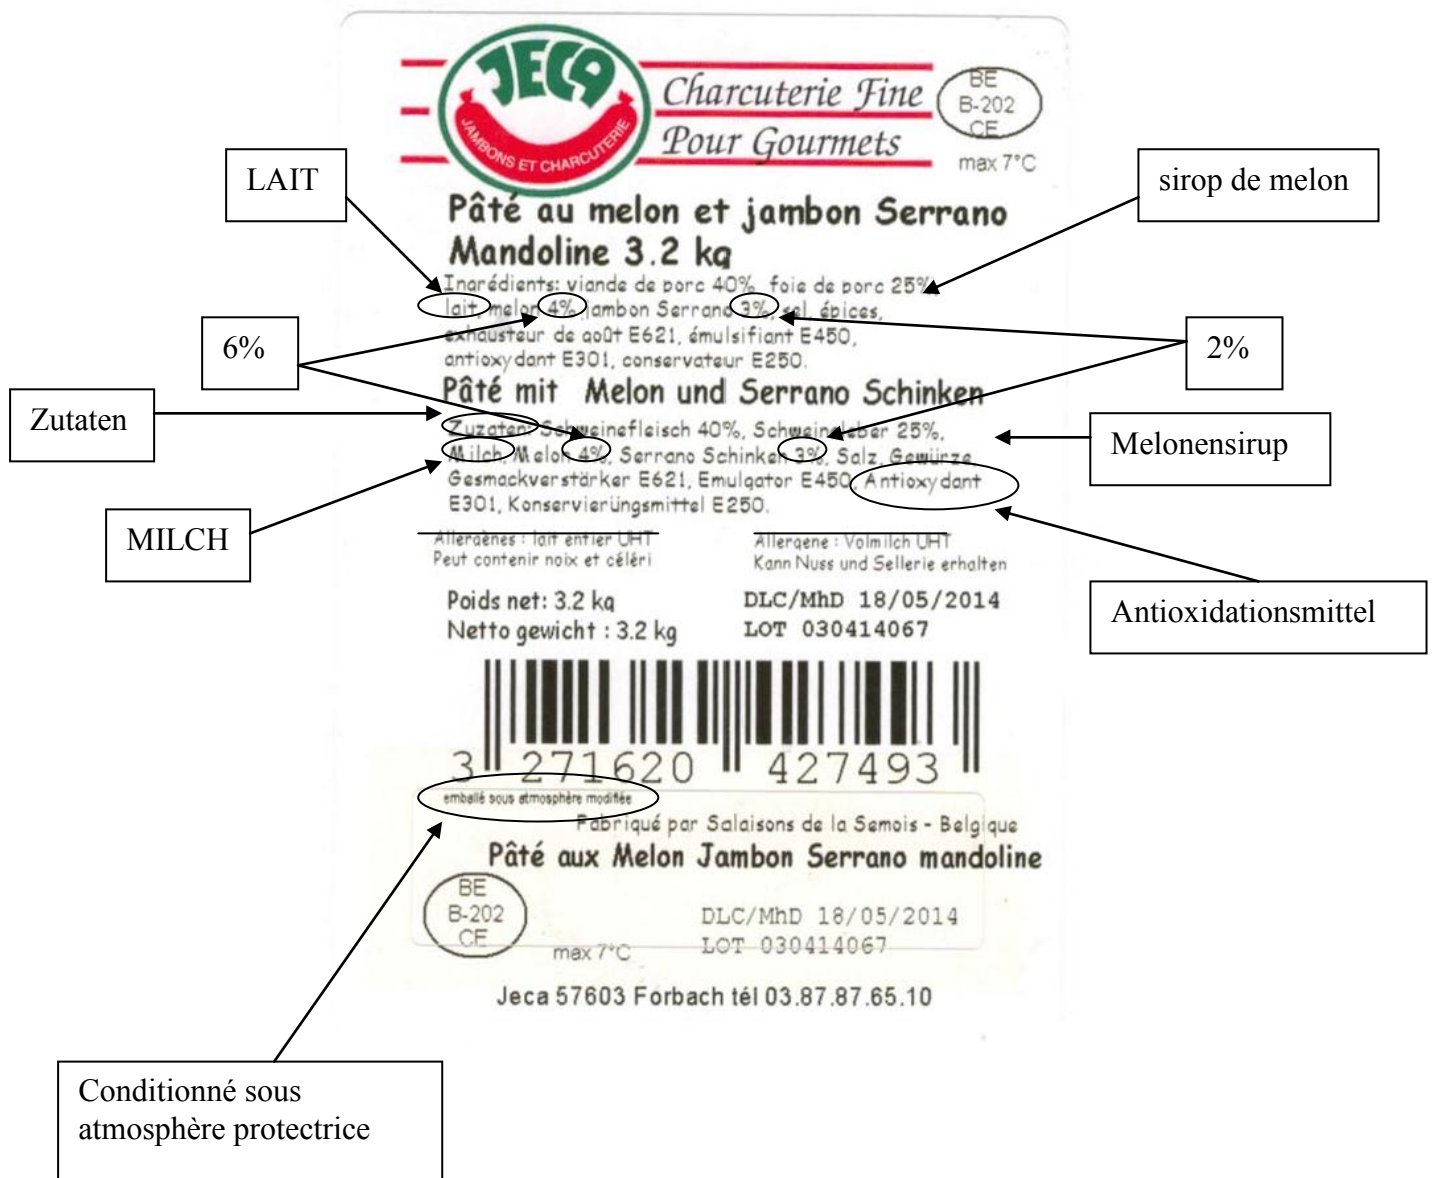 JECA
JAMBONS ET CHARCUTERIE
Charcuterie Fine
Pour Gourmets
BE
B-202
CE
max 7°C
LAIT
sirop de melon
Pâté au melon et jambon Serrano
Mandoline 3.2 kg
Ingrédients: viande de porc 40%, foie de porc 25%,
lait, melon 4%, jambon Serrano 3%, sel, épices,
exhausteur de goût E621, émulsifiant E450,
antioxydant E301, conservateur E250.
6%
2%
Pâté mit Melon und Serrano Schinken
Zutaten
Zuzaten: Schweinefleisch 40%, Schweineleber 25%,
Milch, Melon 4%, Serrano Schinken 3%, Salz, Gewürze,
Gesmackverstärker E621, Emulgator E450, Antioxydant
E301, Konservierüngsmittel E250.
Melonensirup
MILCH
Allergènes : lait entier UHT
Peut contenir noix et céléri
Allergene : Volmilch UHT
Kann Nuss und Sellerie erhalten
Antioxidationsmittel
Poids net: 3.2 kg
Netto gewicht : 3.2 kg
DLC/MhD 18/05/2014
LOT 030414067
3 271620 427493
emballé sous atmosphère modifiée
Fabriqué par Salaisons de la Semois - Belgique
Pâté aux Melon Jambon Serrano mandoline
BE
B-202
CE
max 7°C
DLC/MhD 18/05/2014
LOT 030414067
Jeca 57603 Forbach tél 03.87.87.65.10
Conditionné sous
atmosphère protectrice